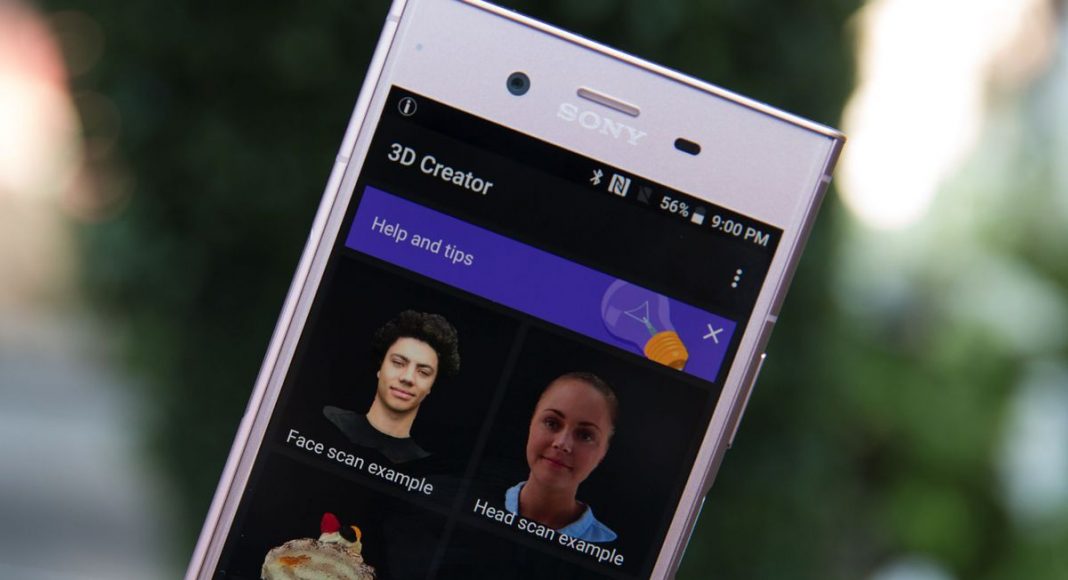 SONY
3D Creator
56% 9:00 PM
Help and tips
Face scan example
Head scan example